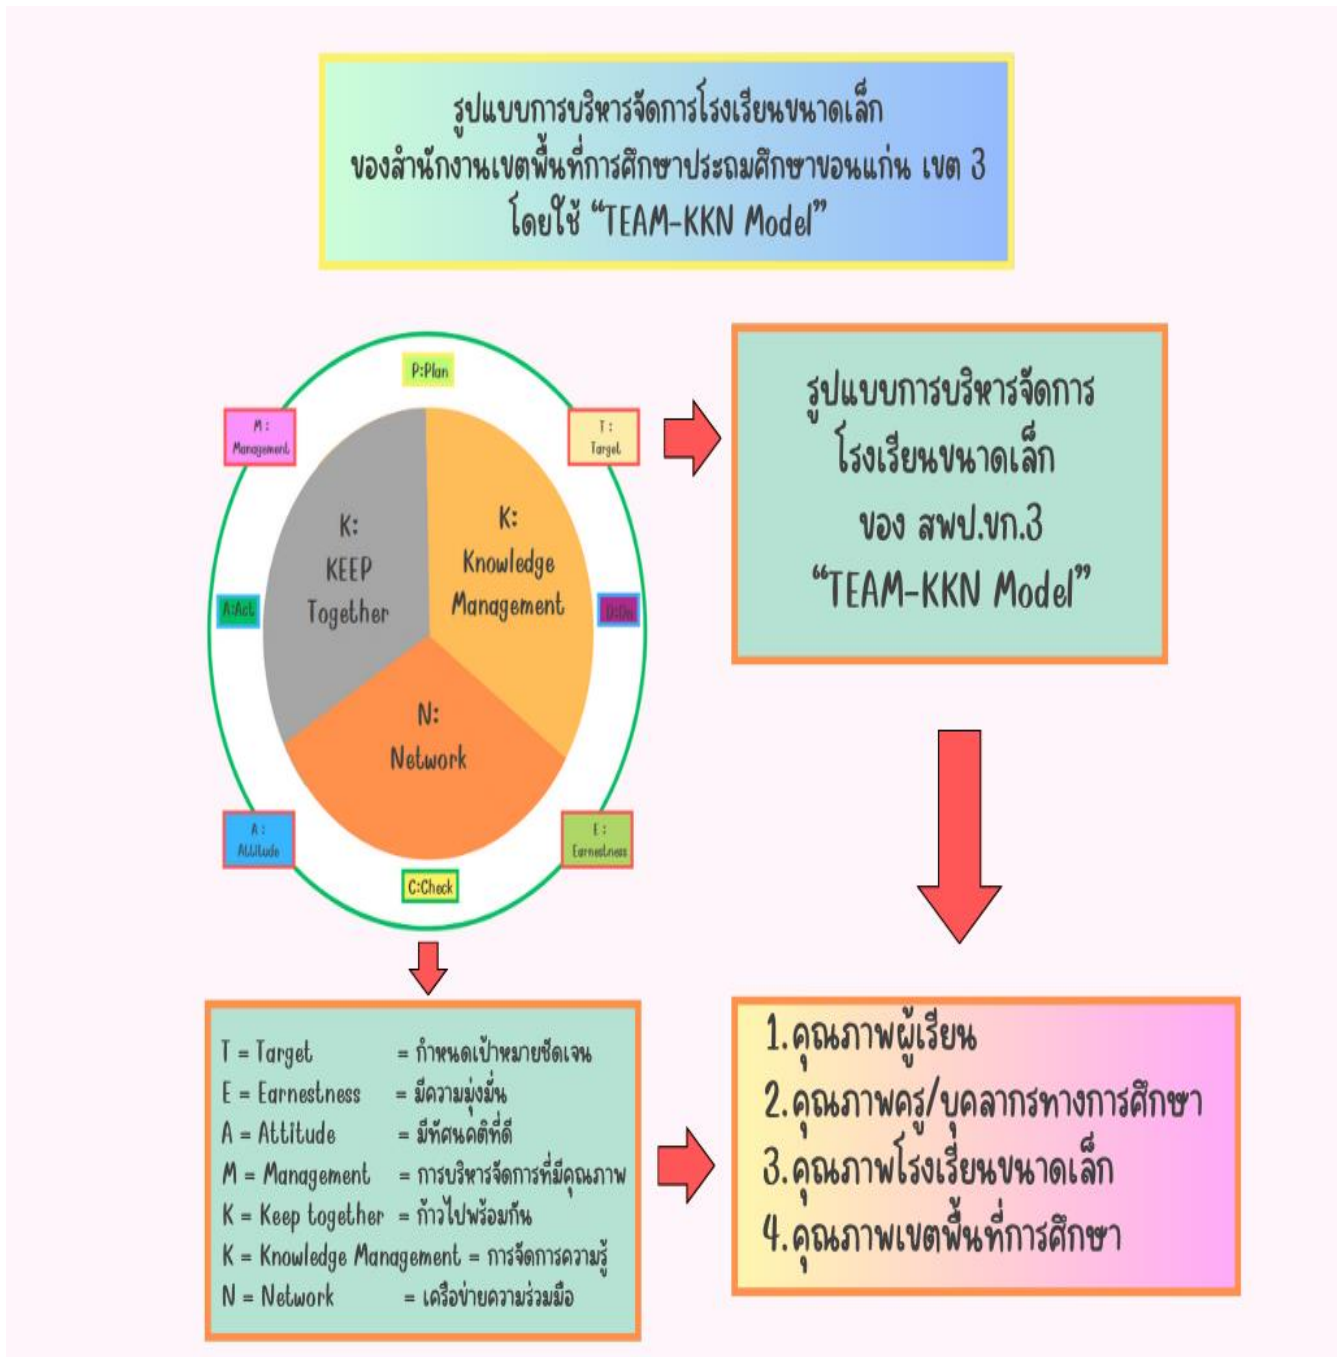 รูปแบบการบริหารจัดการโรงเรียนขนาดเล็ก
ของสำนักงานเขตพื้นที่การศึกษาประถมศึกษาขอนแก่น เขต 3
โดยใช้ “TEAM-KKN Model”
P:Plan
M :
Management
T :
Target
K:
KEEP
Together
K:
Knowledge
Management
A:Act
D:Do
N:
Network
A :
Attitude
E :
Earnestness
C:Check
รูปแบบการบริหารจัดการ
โรงเรียนขนาดเล็ก
ของ สพป.ขก.3
“TEAM-KKN Model”
T = Target = กำหนดเป้าหมายชัดเจน
E = Earnestness = มีความมุ่งมั่น
A = Attitude = มีทัศนคติที่ดี
M = Management = การบริหารจัดการที่มีคุณภาพ
K = Keep together = ก้าวไปพร้อมกัน
K = Knowledge Management = การจัดการความรู้
N = Network = เครือข่ายความร่วมมือ
1.คุณภาพผู้เรียน
2.คุณภาพครู/บุคลากรทางการศึกษา
3.คุณภาพโรงเรียนขนาดเล็ก
4.คุณภาพเขตพื้นที่การศึกษา